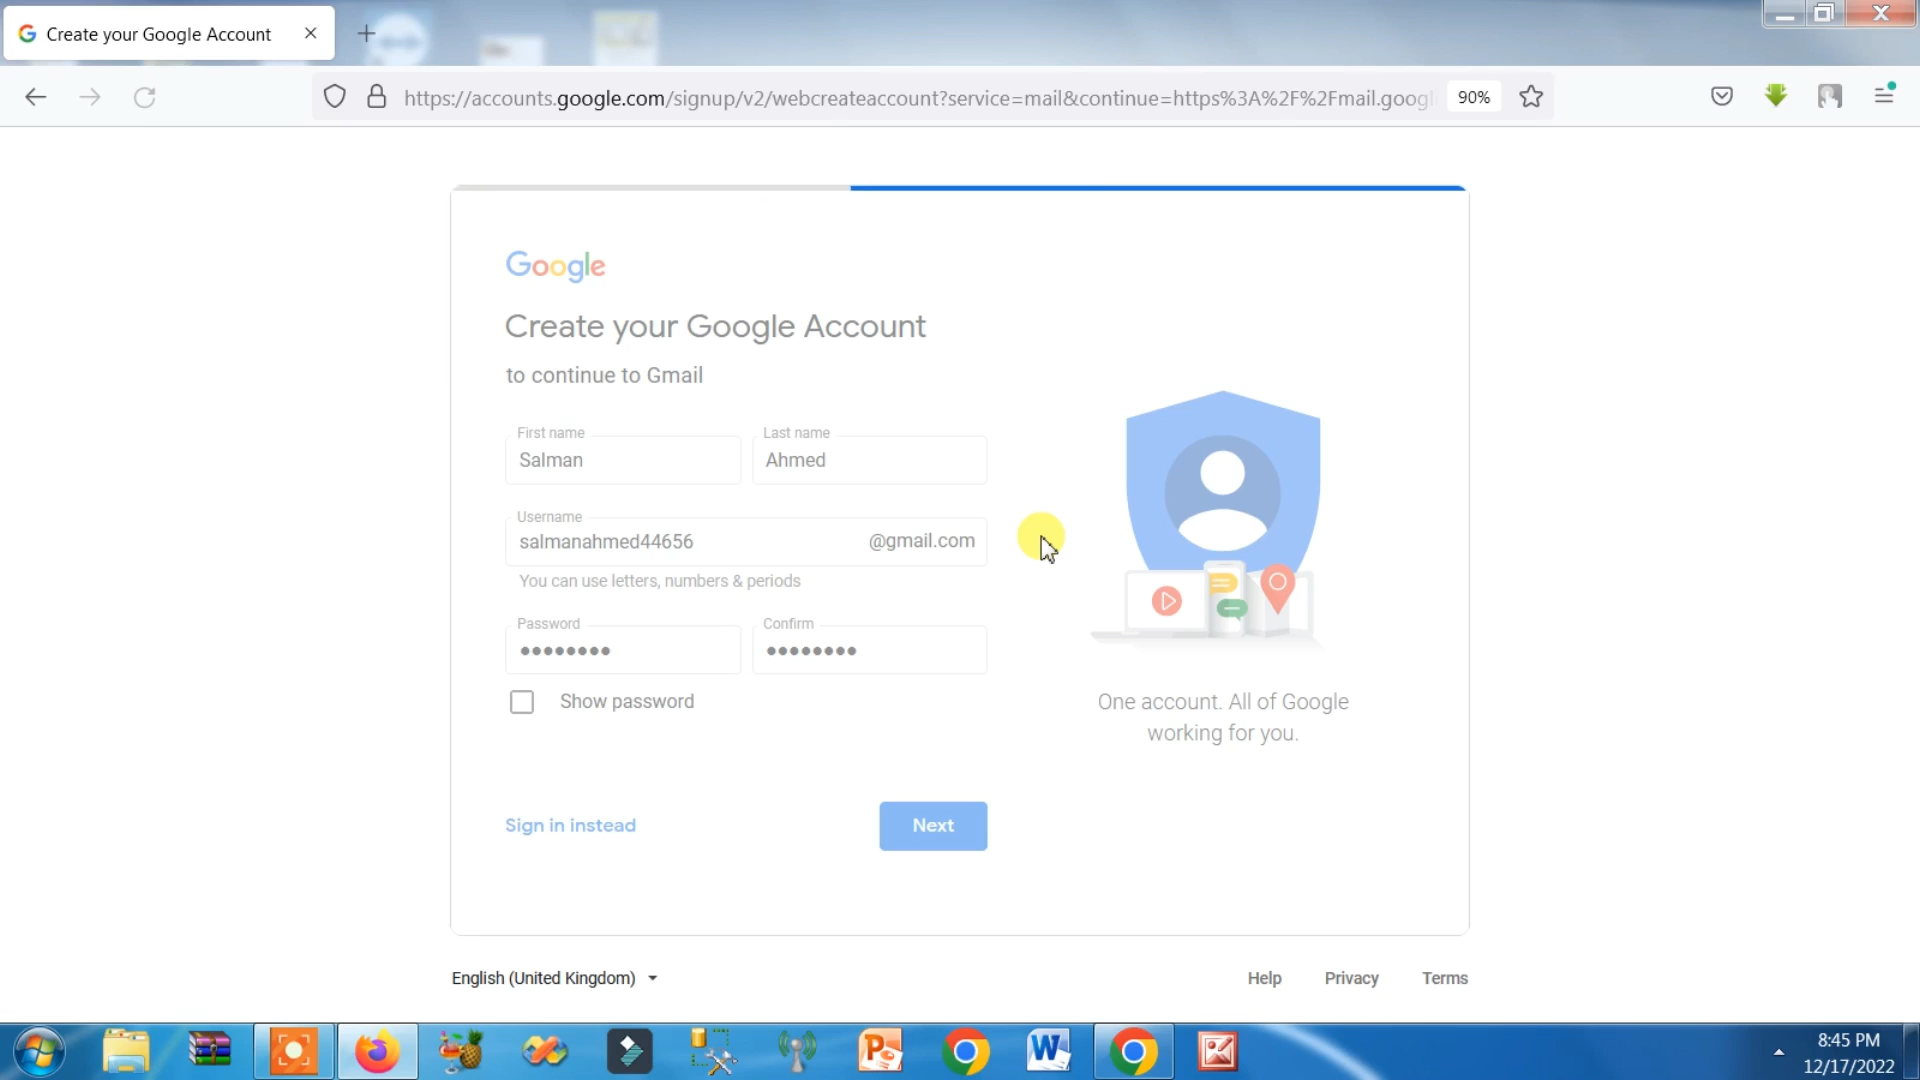 Create your Google Account
https://accounts.google.com/signup/v2/webcreateaccount?service=mail&continue=https%3A%2F%2Fmail.googl
90%
Google
Create your Google Account
to continue to Gmail
First name
Last name
Salman
Ahmed
Username
salmanahmed44656
@gmail.com
You can use letters, numbers & periods
Password
Confirm
Show password
One account. All of Google
working for you.
Sign in instead
Next
English (United Kingdom)
Help
Privacy
Terms
8:45 PM
12/17/2022